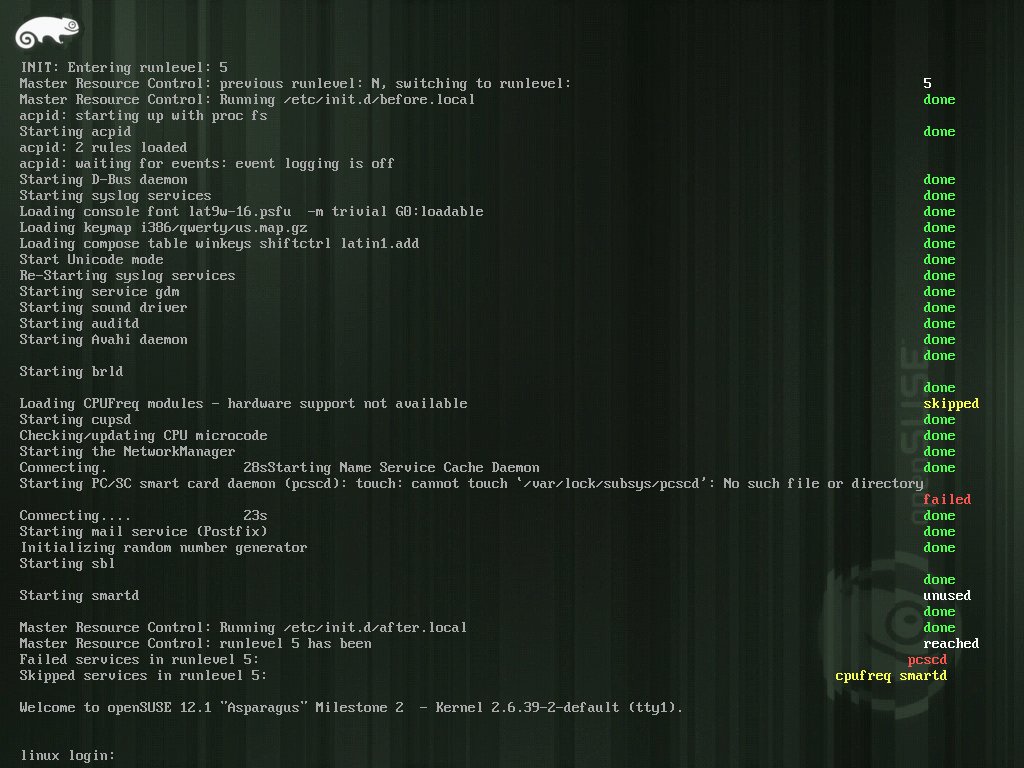 INIT: Entering runlevel: 5
Master Resource Control: previous runlevel: N, switching to runlevel: 5
Master Resource Control: Running /etc/init.d/before.local done
acpid: starting up with proc fs
Starting acpid done
acpid: 2 rules loaded
acpid: waiting for events: event logging is off
Starting D-Bus daemon done
Starting syslog services done
Loading console font lat9w-16.psfu  -m trivial G0:loadable done
Loading keymap i386/qwerty/us.map.gz done
Loading compose table winkeys shiftctrl latin1.add done
Start Unicode mode done
Re-Starting syslog services done
Starting service gdm done
Starting sound driver done
Starting auditd done
Starting Avahi daemon done
done
Starting brld
done
Loading CPUFreq modules - hardware support not available skipped
Starting cupsd done
Checking/updating CPU microcode done
Starting the NetworkManager done
Connecting. 28sStarting Name Service Cache Daemon done
Starting PC/SC smart card daemon (pcscd): touch: cannot touch `/var/lock/subsys/pcscd': No such file or directory
failed
Connecting.... 23s done
Starting mail service (Postfix) done
Initializing random number generator done
Starting sbl
done
Starting smartd unused
done
Master Resource Control: Running /etc/init.d/after.local done
Master Resource Control: runlevel 5 has been reached
Failed services in runlevel 5: pcscd
Skipped services in runlevel 5: cpufreq smartd
Welcome to openSUSE 12.1 "Asparagus" Milestone 2  - Kernel 2.6.39-2-default (tty1).
linux login:
openSUSE